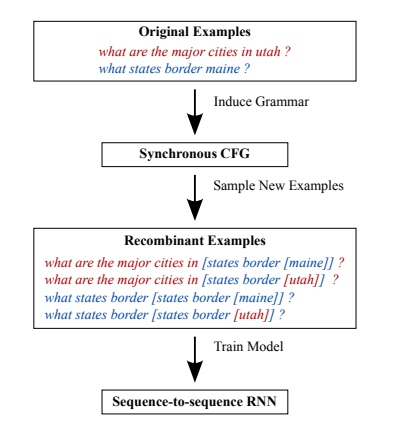 Original Examples
what are the major cities in utah ?
what states border maine ?
Induce Grammar
Synchronous CFG
Sample New Examples
Recombinant Examples
what are the major cities in [states border [maine]] ?
what are the major cities in [states border [utah]] ?
what states border [states border [maine]] ?
what states border [states border [utah]] ?
Train Model
Sequence-to-sequence RNN